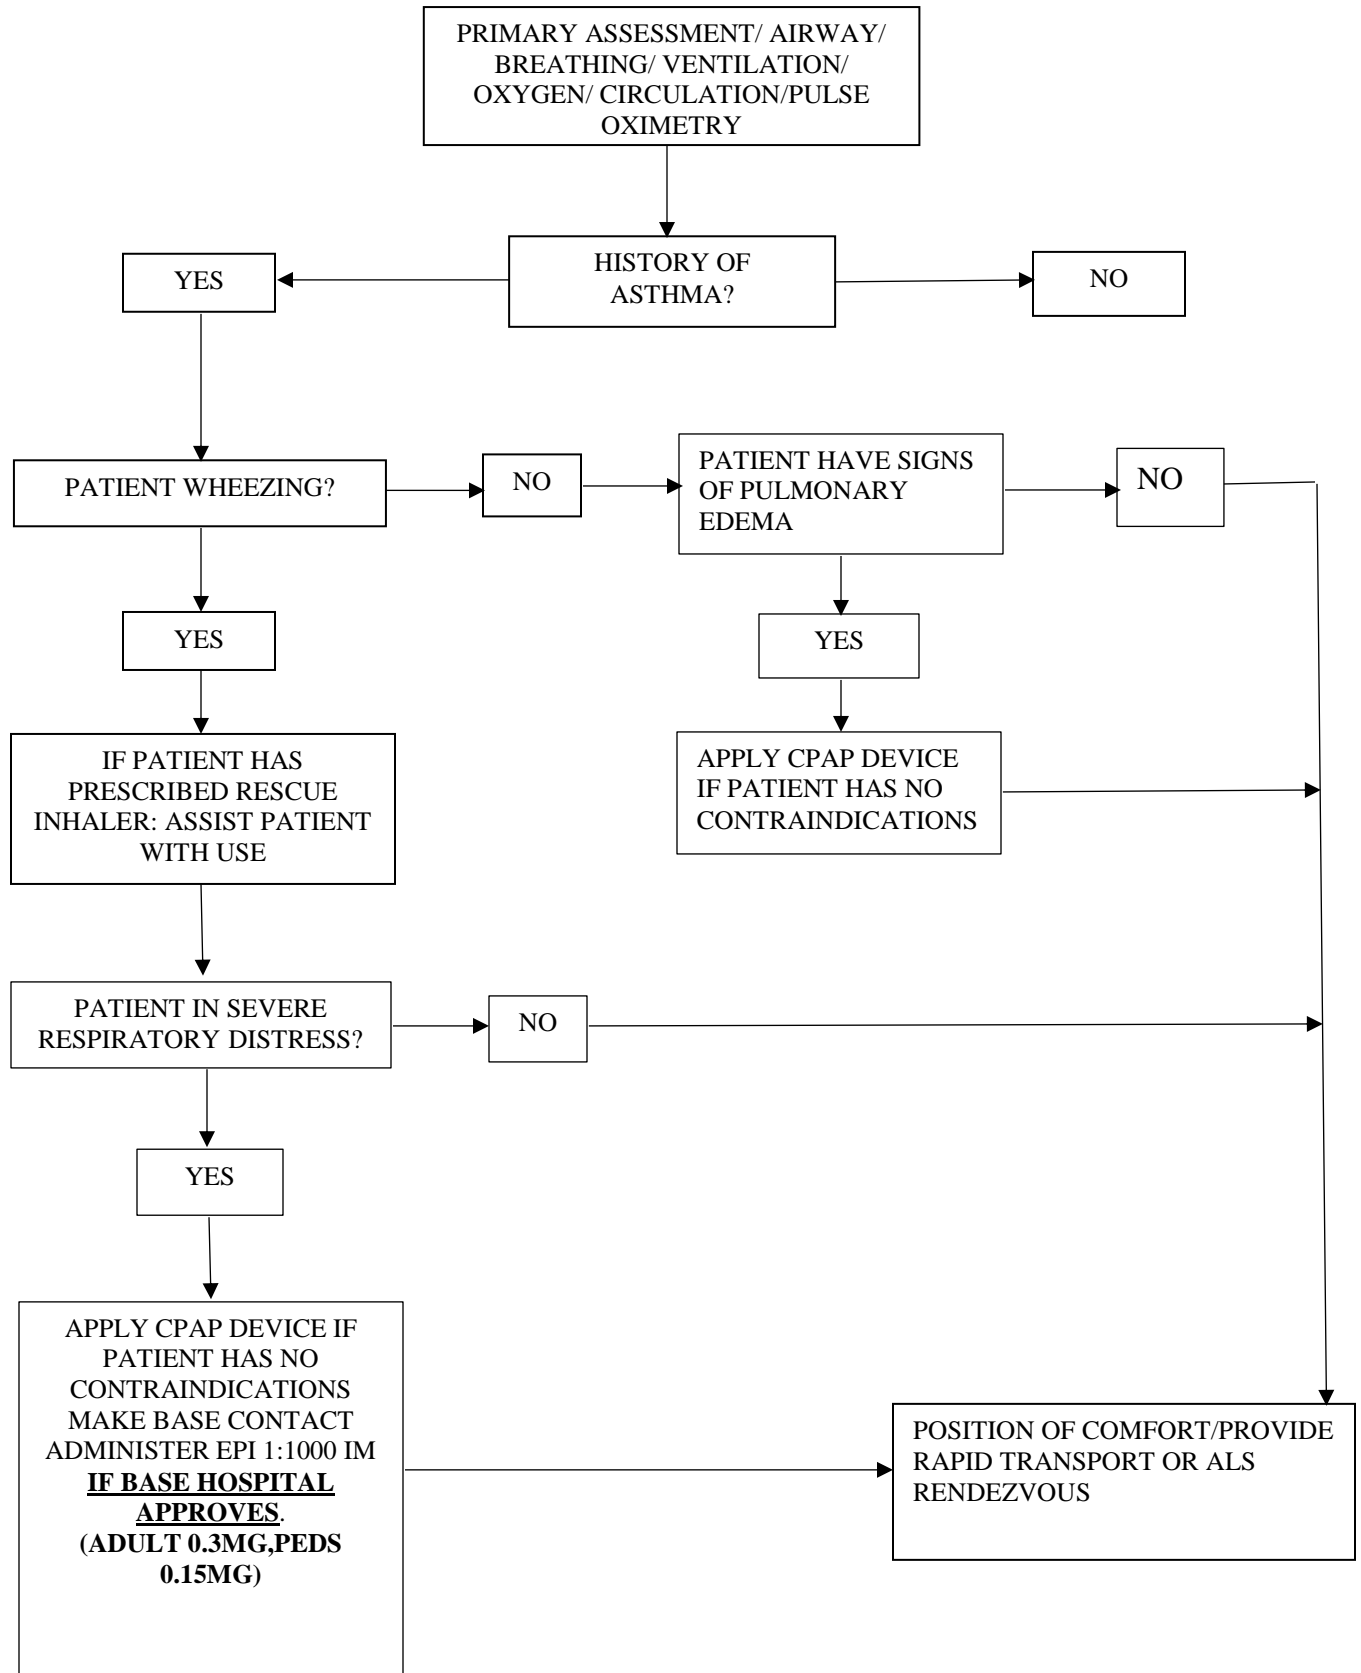 PRIMARY ASSESSMENT/ AIRWAY/
BREATHING/ VENTILATION/
OXYGEN/ CIRCULATION/PULSE
OXIMETRY
HISTORY OF
ASTHMA?
YES
NO
PATIENT WHEEZING?
NO
PATIENT HAVE SIGNS
OF PULMONARY
EDEMA
NO
YES
YES
IF PATIENT HAS
PRESCRIBED RESCUE
INHALER: ASSIST PATIENT
WITH USE
APPLY CPAP DEVICE
IF PATIENT HAS NO
CONTRAINDICATIONS
PATIENT IN SEVERE
RESPIRATORY DISTRESS?
NO
YES
APPLY CPAP DEVICE IF
PATIENT HAS NO
CONTRAINDICATIONS
MAKE BASE CONTACT
ADMINISTER EPI 1:1000 IM
IF BASE HOSPITAL
APPROVES.
(ADULT 0.3MG,PEDS
0.15MG)
POSITION OF COMFORT/PROVIDE
RAPID TRANSPORT OR ALS
RENDEZVOUS